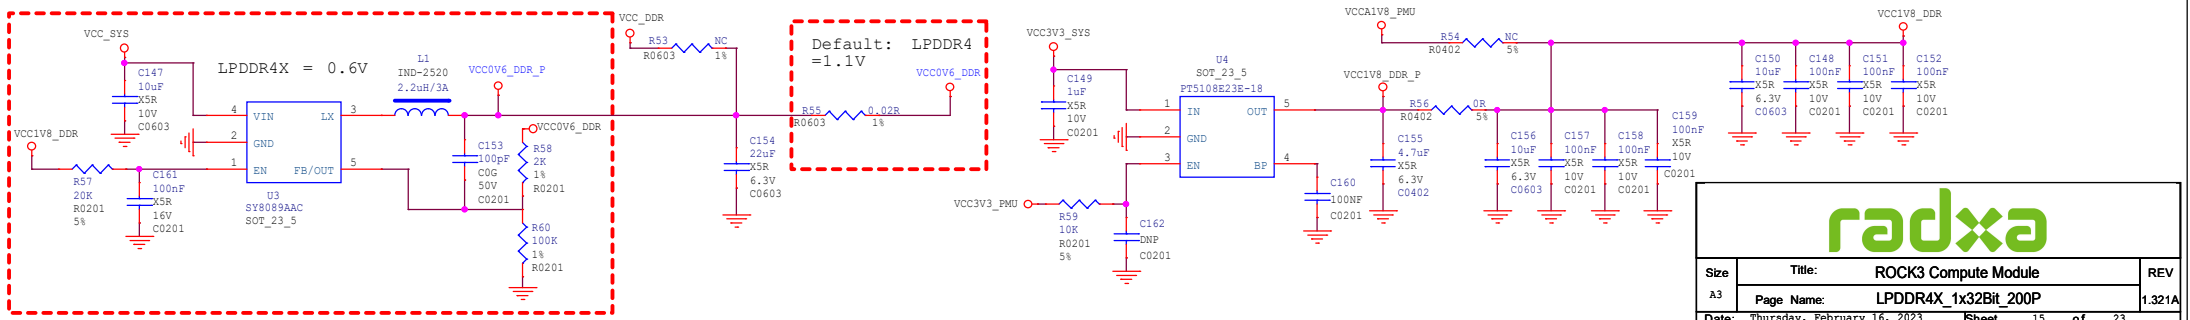 VCC_SYS
C147
10uF
X5R
10V
C0603
LPDDR4X = 0.6V
L1
IND-2520
2.2uH/3A
VCC0V6_DDR_P
VCC1V8_DDR
4
VIN
LX
3
2
GND
1
EN
FB/OUT
5
R57
20K
R0201
5%
C161
100nF
X5R
16V
C0201
U3
SY8089AAC
SOT_23_5
C153
100pF
C0G
50V
C0201
VCC0V6_DDR
R58
2K
1%
R0201
R60
100K
1%
R0201
VCC_DDR
R53
NC
R0603
1%
C154
22uF
X5R
6.3V
C0603
Default: LPDDR4
=1.1V
VCC0V6_DDR
R55
0.02R
R0603
1%
VCC3V3_SYS
C149
1uF
X5R
10V
C0201
U4
SOT_23_5
PT5108E23E-18
1
IN
OUT
5
2
GND
3
EN
BP
4
VCC3V3_PMU
R59
10K
R0201
5%
C162
DNP
C0201
C160
100NF
C0201
VCCA1V8_PMU
R54
NC
R0402
5%
VCC1V8_DDR_P
R56
0R
R0402
5%
C155
4.7uF
X5R
6.3V
C0402
C156
10uF
X5R
6.3V
C0603
C157
100nF
X5R
10V
C0201
C158
100nF
X5R
10V
C0201
C159
100nF
X5R
10V
C0201
VCC1V8_DDR
C150
10uF
X5R
6.3V
C0603
C148
100nF
X5R
10V
C0201
C151
100nF
X5R
10V
C0201
C152
100nF
X5R
10V
C0201
radxa
Size
A3
Title:
ROCK3 Compute Module
REV
Page Name:
LPDDR4X_1x32Bit_200P
1.321A
Date:
Thursday, February 16, 2023
Sheet
15 of 23